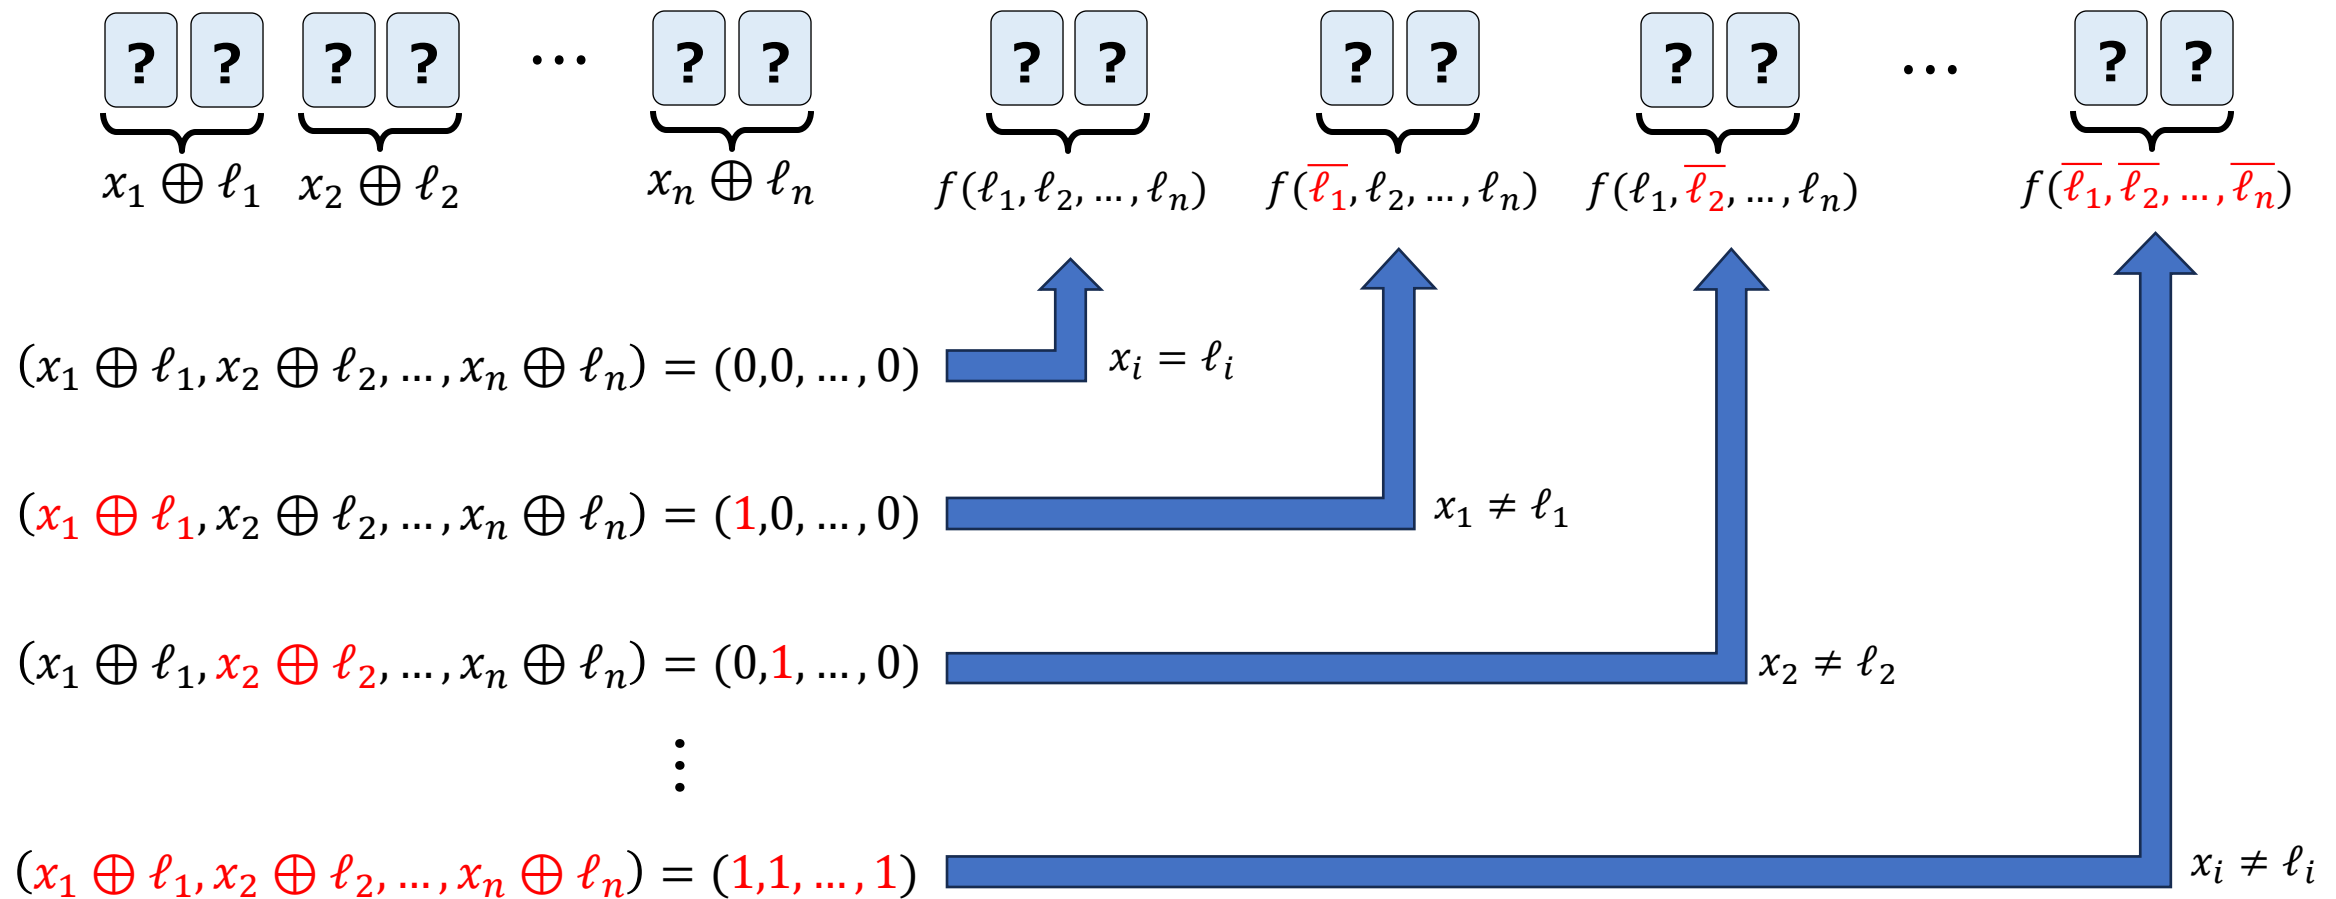 ? ? ? ? ⋯ ? ? ? ? ? ? ? ? ⋯ ? ?
x₁ ⊕ ℓ₁ x₂ ⊕ ℓ₂ xₙ ⊕ ℓₙ f(ℓ₁, ℓ₂, …, ℓₙ) f(ℓ̅₁, ℓ₂, …, ℓₙ) f(ℓ₁, ℓ̅₂, …, ℓₙ) f(ℓ̅₁, ℓ̅₂, …, ℓ̅ₙ)
(x₁ ⊕ ℓ₁, x₂ ⊕ ℓ₂, …, xₙ ⊕ ℓₙ) = (0,0, …, 0) xᵢ = ℓᵢ
(x₁ ⊕ ℓ₁, x₂ ⊕ ℓ₂, …, xₙ ⊕ ℓₙ) = (1,0, …, 0) x₁ ≠ ℓ₁
(x₁ ⊕ ℓ₁, x₂ ⊕ ℓ₂, …, xₙ ⊕ ℓₙ) = (0,1, …, 0) x₂ ≠ ℓ₂
⋮
(x₁ ⊕ ℓ₁, x₂ ⊕ ℓ₂, …, xₙ ⊕ ℓₙ) = (1,1, …, 1) xᵢ ≠ ℓᵢ